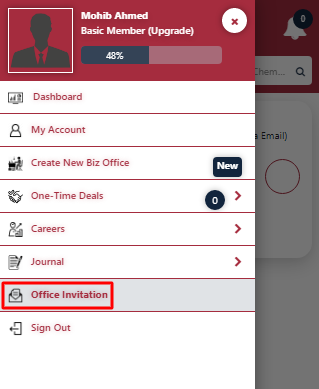 Mohib Ahmed
Basic Member (Upgrade)
48%
0
Chem...
Dashboard
a Email)
My Account
Create New Biz Office
New
One-Time Deals
0
Careers
Journal
Office Invitation
Sign Out